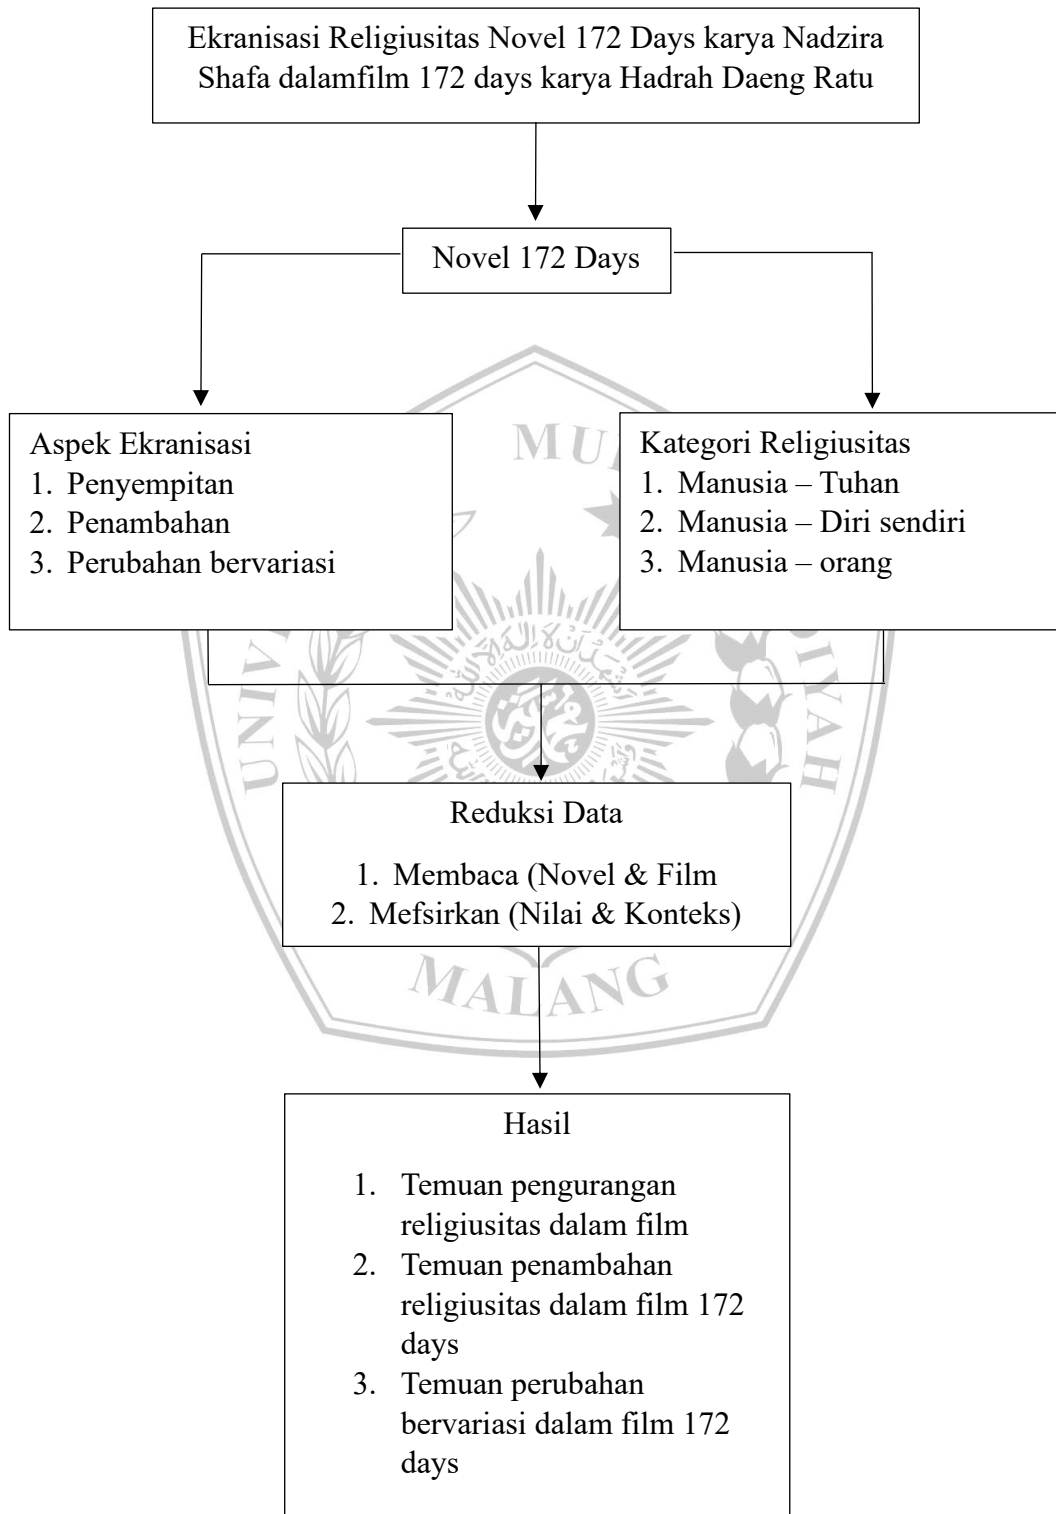 Ekranisasi Religiusitas Novel 172 Days karya Nadzira
Shafa dalamfilm 172 days karya Hadrah Daeng Ratu
Novel 172 Days
Aspek Ekranisasi
1. Penyempitan
2. Penambahan
3. Perubahan bervariasi
Kategori Religiusitas
1. Manusia – Tuhan
2. Manusia – Diri sendiri
3. Manusia – orang
Reduksi Data
1. Membaca (Novel & Film
2. Mefsirkan (Nilai & Konteks)
Hasil
1. Temuan pengurangan
religiusitas dalam film
2. Temuan penambahan
religiusitas dalam film 172
days
3. Temuan perubahan
bervariasi dalam film 172
days
MALANG